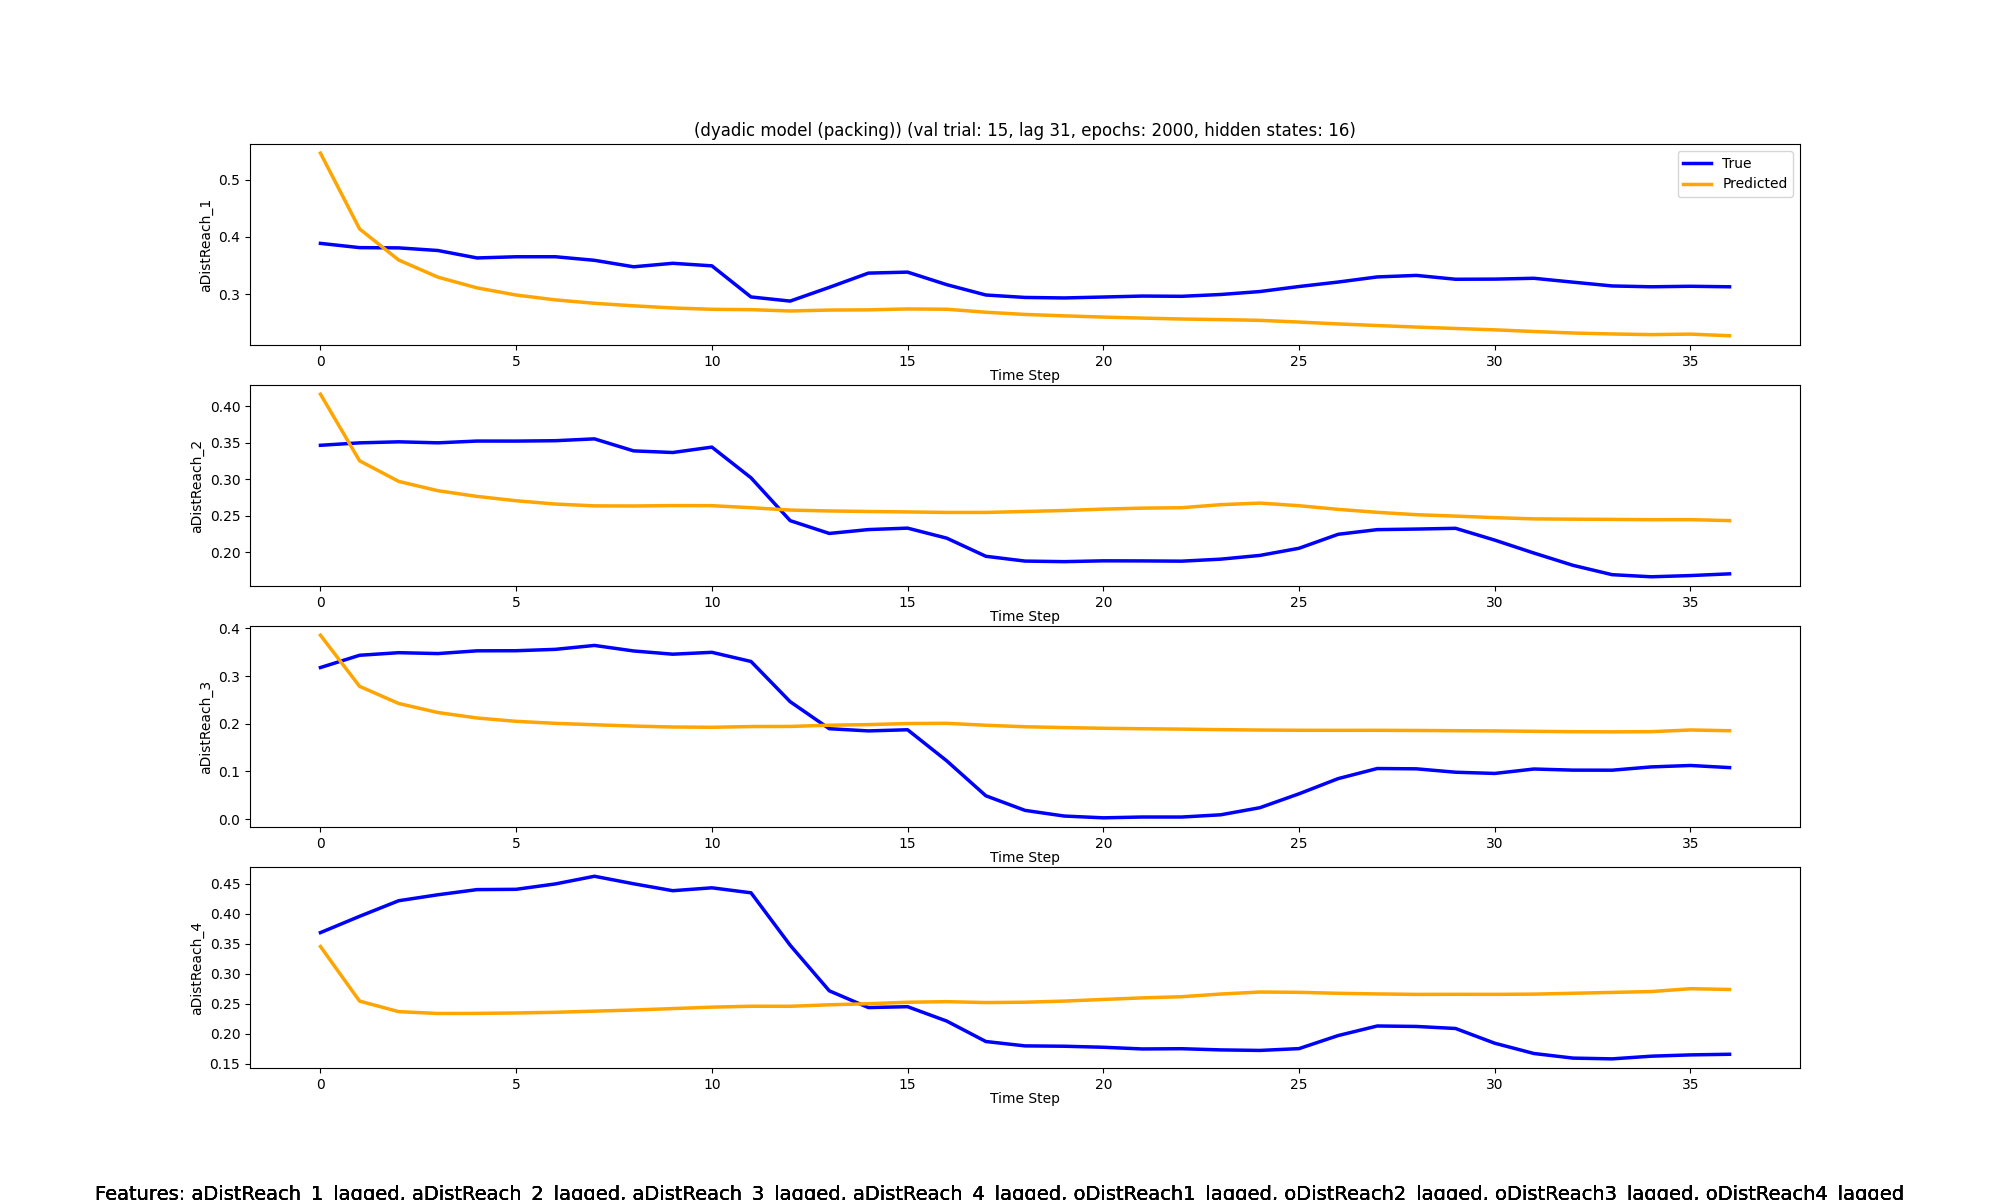 (dyadic model (packing)) (val trial: 15, lag 31, epochs: 2000, hidden states: 16)
True
Predicted
aDistReach_1
0.5
0.4
0.3
0 5 10 15 20 25 30 35
Time Step
aDistReach_2
0.40
0.35
0.30
0.25
0.20
0 5 10 15 20 25 30 35
Time Step
aDistReach_3
0.4
0.3
0.2
0.1
0.0
0 5 10 15 20 25 30 35
Time Step
aDistReach_4
0.45
0.40
0.35
0.30
0.25
0.20
0.15
0 5 10 15 20 25 30 35
Time Step
Features: aDistReach_1_lagged, aDistReach_2_lagged, aDistReach_3_lagged, aDistReach_4_lagged, oDistReach1_lagged, oDistReach2_lagged, oDistReach3_lagged, oDistReach4_lagged